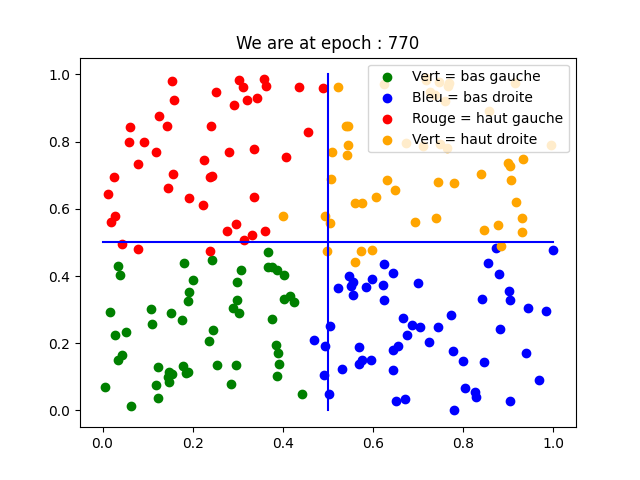 We are at epoch : 770
Vert = bas gauche
Bleu = bas droite
Rouge = haut gauche
Vert = haut droite
1.0
0.8
0.6
0.4
0.2
0.0
0.0 0.2 0.4 0.6 0.8 1.0